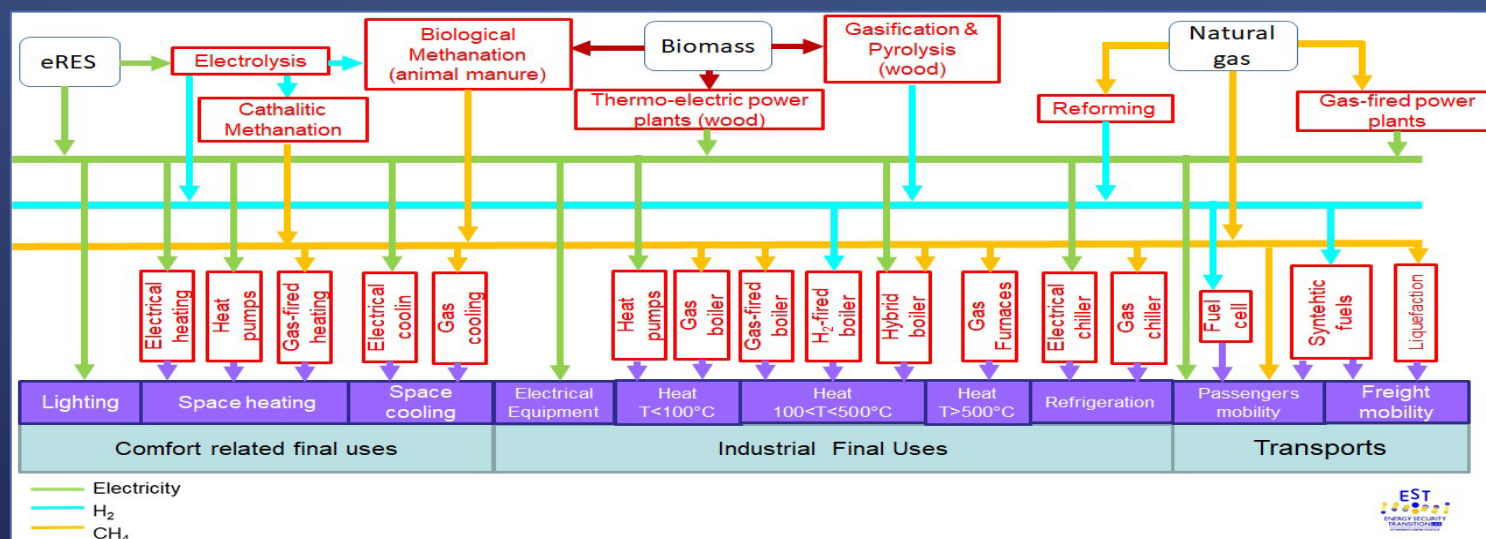 eRES
Electrolysis
Cathalitic
Methanation
Biological
Methanation
(animal manure)
Biomass
Thermo-electric power
plants (wood)
Gasification &
Pyrolysis
(wood)
Natural
gas
Reforming
Gas-fired power
plants
Electrical
heating
Heat
pumps
Gas-fired
heating
Electrical
coolin
Gas
cooling
Heat
pumps
Gas
boiler
Gas-fired
boiler
H₂-fired
boiler
Hybrid
boiler
Gas
Furnaces
Electrical
chiller
Gas
chiller
Fuel
cell
Syntehtic
fuels
Liquefaction
Lighting
Space heating
Space
cooling
Electrical
Equipment
Heat
T<100°C
Heat
100<T<500°C
Heat
T>500°C
Refrigeration
Passengers
mobility
Freight
mobility
Comfort related final uses
Industrial Final Uses
Transports
Electricity
H₂
CH₄
EST
ENERGY SECURITY
TRANSITION